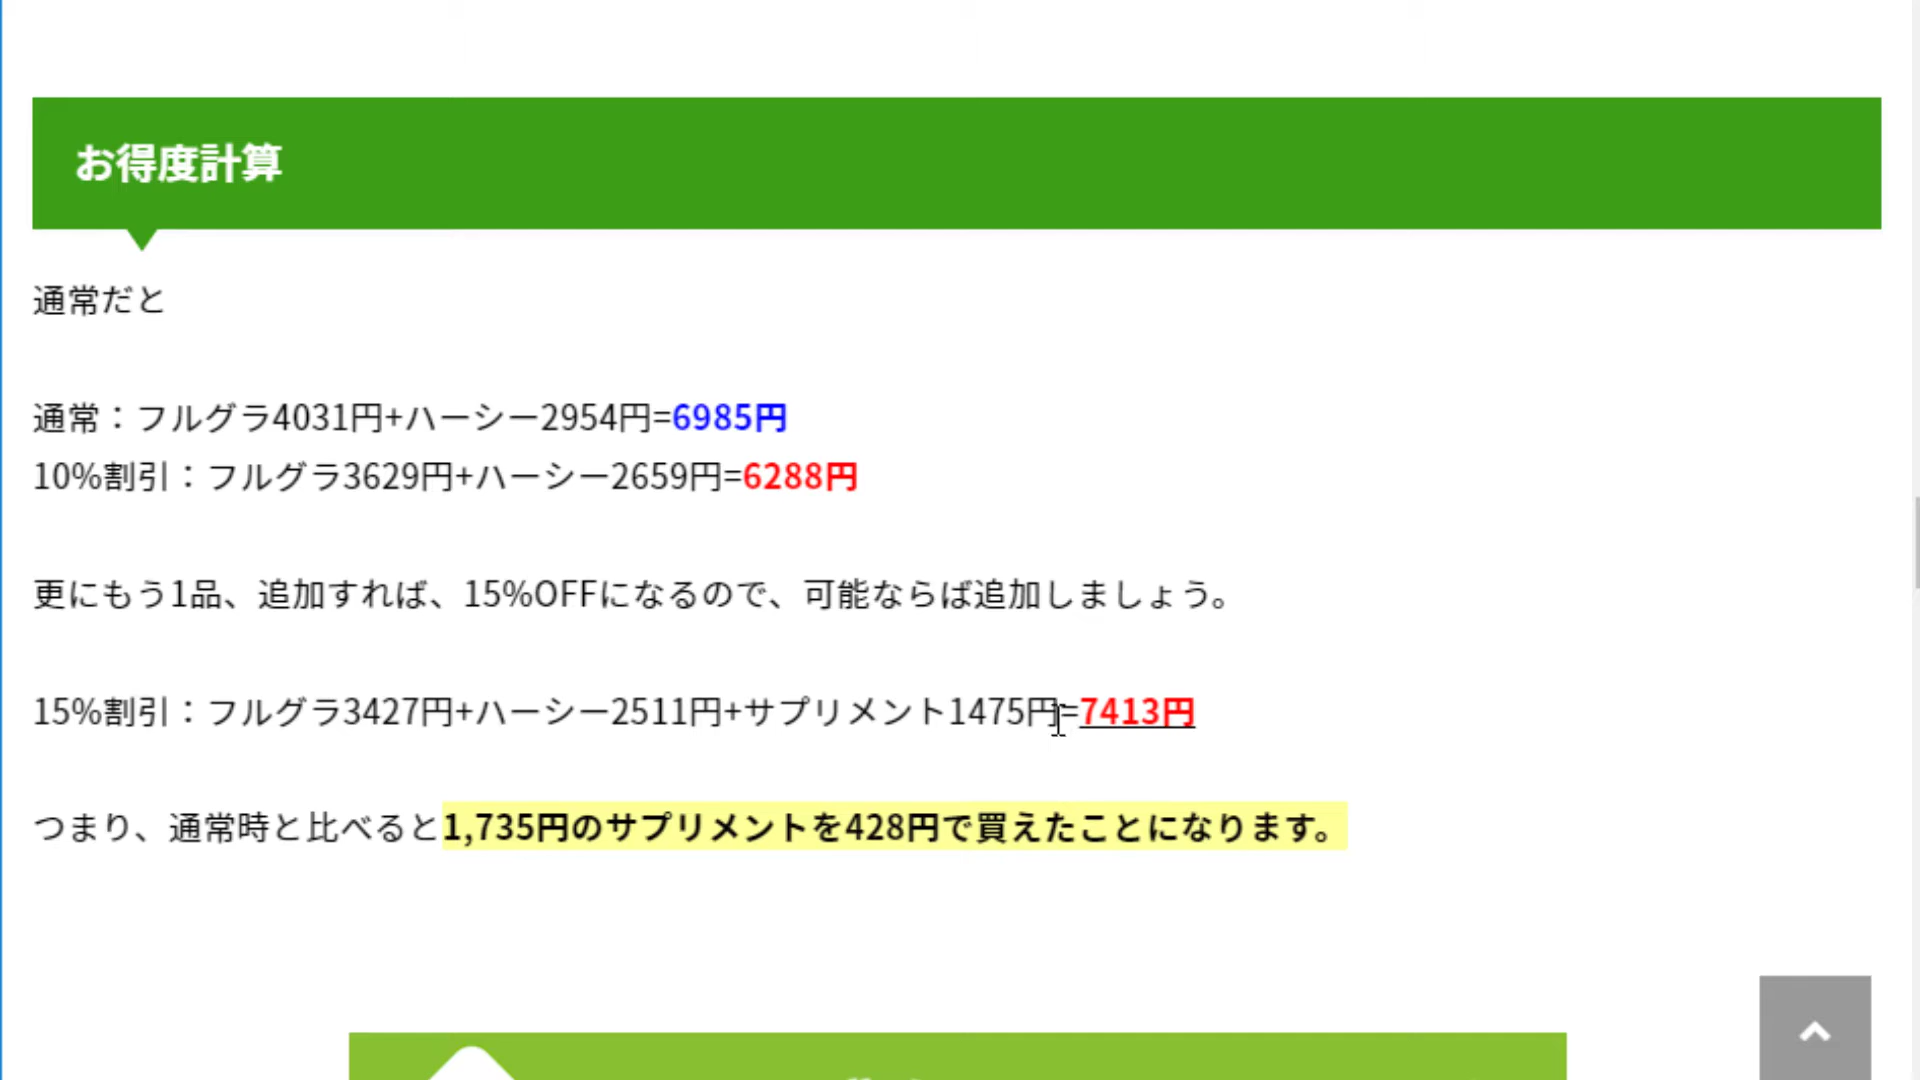 お得度計算
通常だと
通常：フルグラ4031円+ハーシー2954円=6985円
10%割引：フルグラ3629円+ハーシー2659円=6288円
更にもう1品、追加すれば、15%OFFになるので、可能ならば追加しましょう。
15%割引：フルグラ3427円+ハーシー2511円+サプリメント1475円=7413円
つまり、通常時と比べると1,735円のサプリメントを428円で買えたことになります。